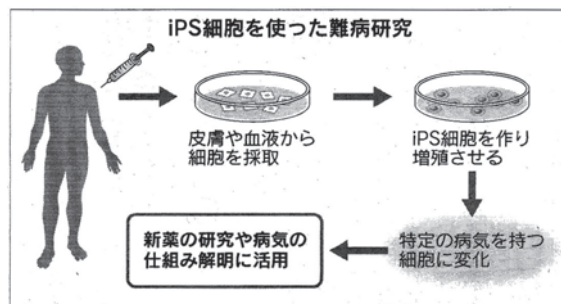 iPS細胞を使った難病研究
皮膚や血液から
細胞を採取
iPS細胞を作り
増殖させる
特定の病気を持つ
細胞に変化
新薬の研究や病気の
仕組み解明に活用